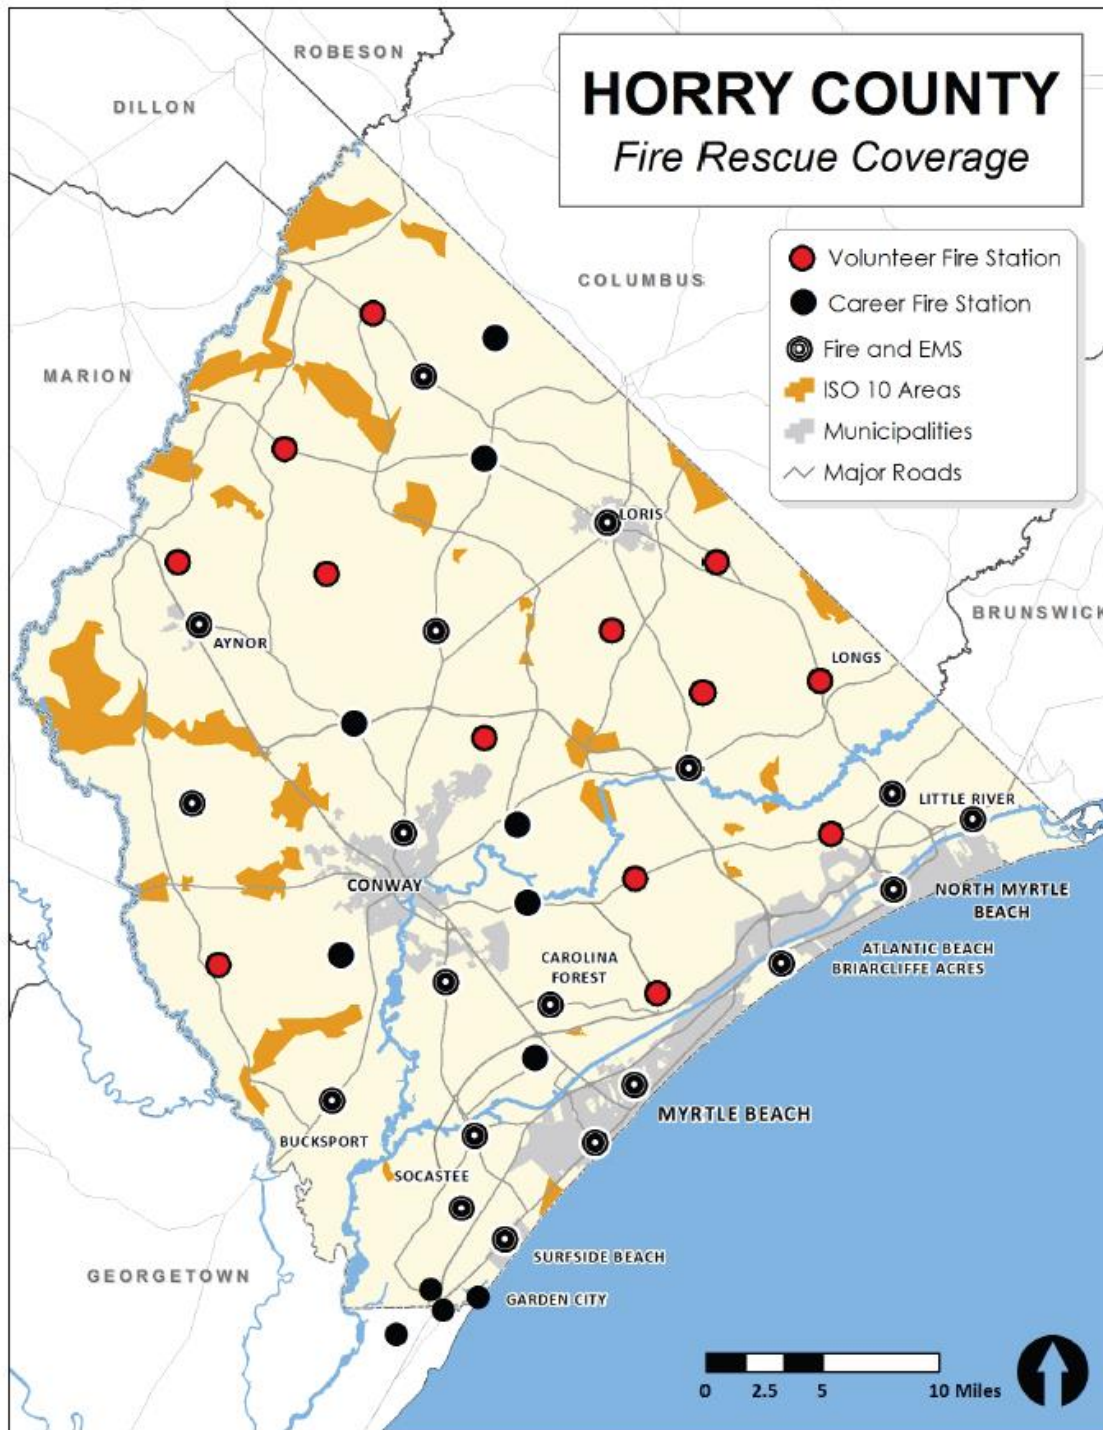 HORRY COUNTY
Fire Rescue Coverage
ROBESON
DILLON
COLUMBUS
MARION
BRUNSWICK
GEORGETOWN
Volunteer Fire Station
Career Fire Station
Fire and EMS
ISO 10 Areas
Municipalities
Major Roads
LORIS
AYNOR
LONGS
LITTLE RIVER
CONWAY
NORTH MYRTLE
BEACH
ATLANTIC BEACH
BRIARCLIFFE ACRES
CAROLINA
FOREST
MYRTLE BEACH
BUCKSPORT
SOCASTEE
SURFSIDE BEACH
GARDEN CITY
0 2.5 5 10 Miles